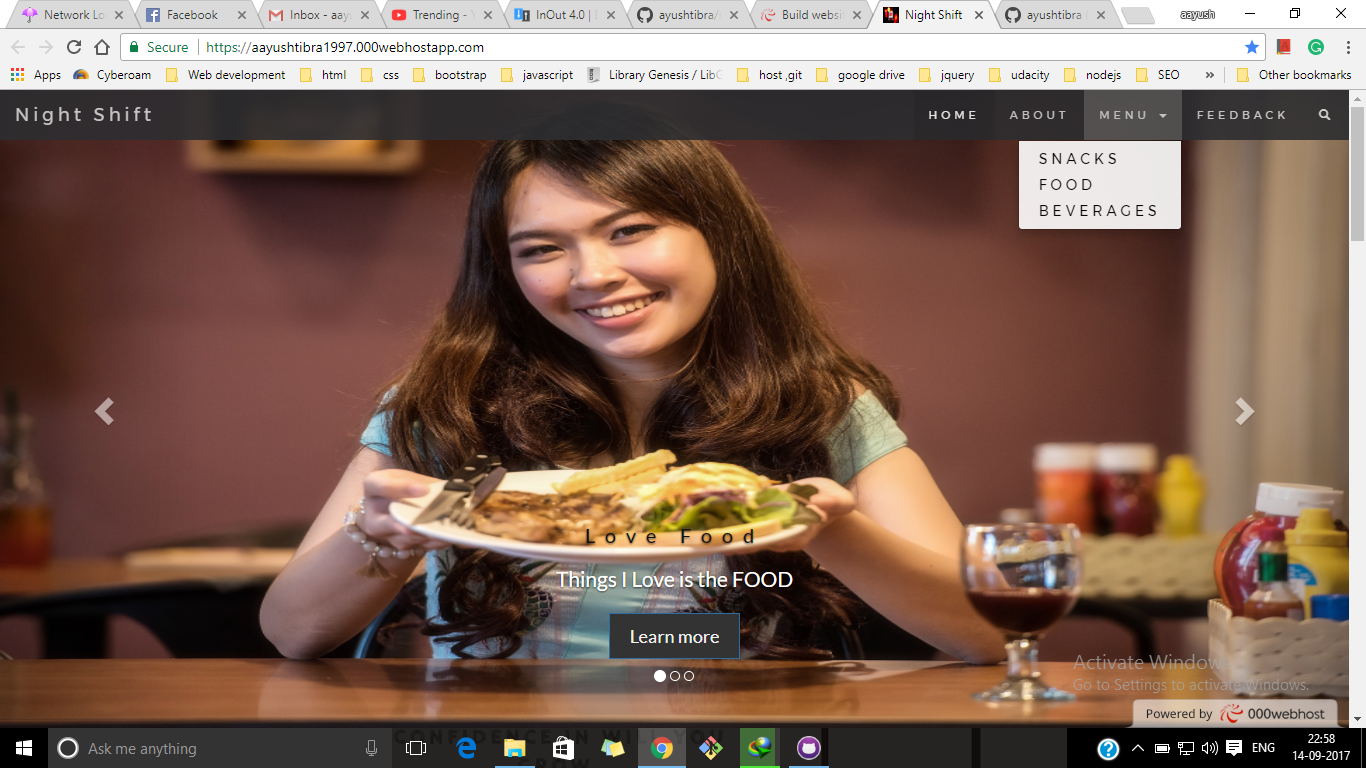 Network Lo
Facebook
Inbox - aay
Trending - Y
InOut 4.0 | I
ayushtibra/
Build websi
Night Shift
ayushtibra
aayush
Secure
https://aayushtibra1997.000webhostapp.com
Apps
Cyberoam
Web development
html
css
bootstrap
javascript
Library Genesis / LibG
host ,git
google drive
jquery
udacity
nodejs
SEO
»
Other bookmarks
Night Shift
HOME
ABOUT
MENU
FEEDBACK
SNACKS
FOOD
BEVERAGES
Love Food
Things I Love is the FOOD
Learn more
Activate Windows
Go to Settings to activate Windows.
Powered by 000webhost
CONFIDENCE IN WILL YOU
Ask me anything
ENG
22:58
14-09-2017